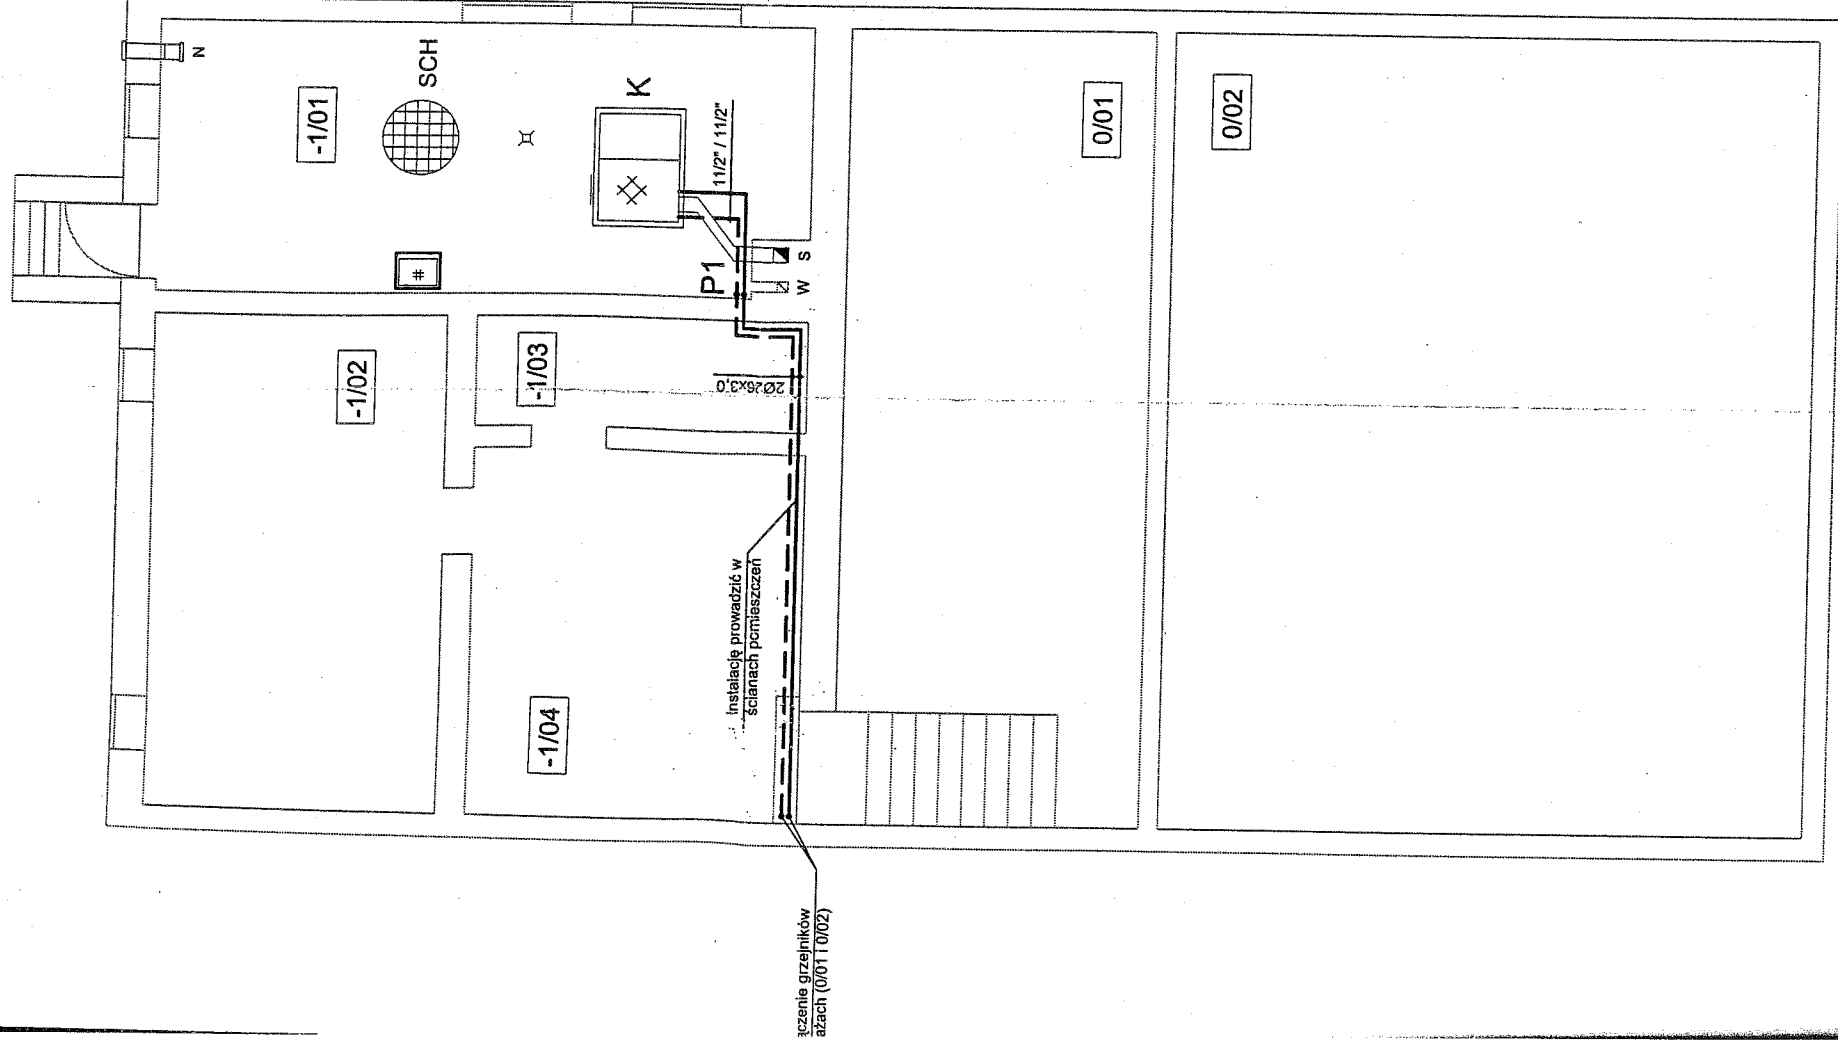 N
-1/01
SCH
K
11/2" / 11/2"
0/01
0/02
#
P1
S
W
-1/02
-1/03
2Ø26x3,0
Instalację prowadzić w
ścianach pomieszczeń
-1/04
ączenie grzejników
ażach (0/01 i 0/02)